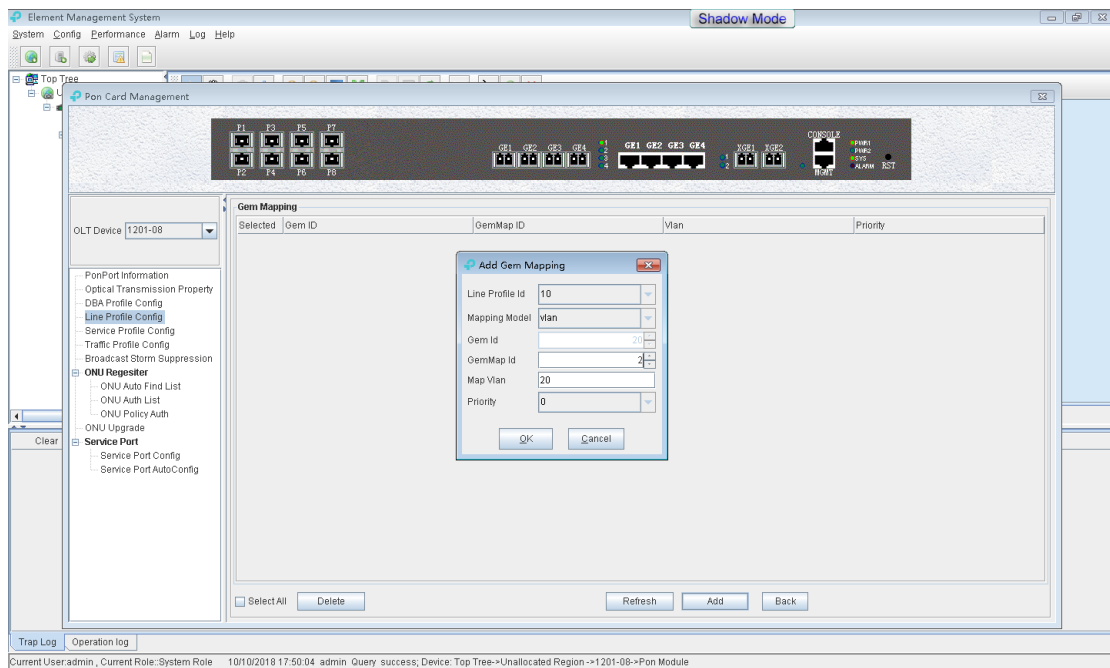 Element Management System
Shadow Mode
System Config Performance Alarm Log Help
Top Tree
Pon Card Management
P1 P3 P5 P7
P2 P4 P6 P8
GE1 GE2 GE3 GE4
1
2
3
4
GE1 GE2 GE3 GE4
1
2
XGE1 XGE2
CONSOLE
MGMT
PWR1
PWR2
SYS
ALARM
RST
OLT Device 1201-08
PonPort Information
Optical Transmission Property
DBA Profile Config
Line Profile Config
Service Profile Config
Traffic Profile Config
Broadcast Storm Suppression
ONU Regesiter
ONU Auto Find List
ONU Auth List
ONU Policy Auth
ONU Upgrade
Service Port
Service Port Config
Service Port AutoConfig
Gem Mapping
Selected Gem ID GemMap ID Vlan Priority
Add Gem Mapping
Line Profile Id 10
Mapping Model vlan
Gem Id 20
GemMap Id 2
Map Vlan 20
Priority 0
OK Cancel
Select All Delete Refresh Add Back
Clear
Trap Log Operation log
Current User:admin , Current Role::System Role 10/10/2018 17:50:04 admin Query success; Device: Top Tree->Unallocated Region ->1201-08->Pon Module